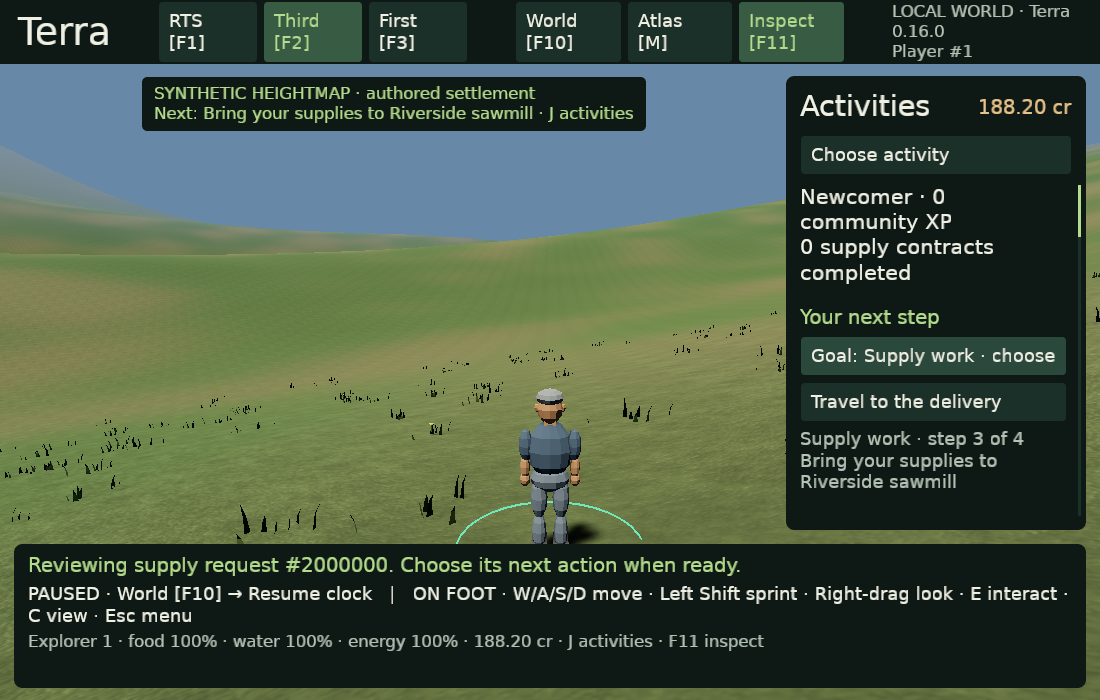 Terra
RTS
[F1]
Third
[F2]
First
[F3]
World
[F10]
Atlas
[M]
Inspect
[F11]
LOCAL WORLD · Terra
0.16.0
Player #1
SYNTHETIC HEIGHTMAP · authored settlement
Next: Bring your supplies to Riverside sawmill · J activities
Activities
188.20 cr
Choose activity
Newcomer · 0
community XP
0 supply contracts
completed
Your next step
Goal: Supply work · choose
Travel to the delivery
Supply work · step 3 of 4
Bring your supplies to
Riverside sawmill
Reviewing supply request #2000000. Choose its next action when ready.
PAUSED · World [F10] → Resume clock | ON FOOT · W/A/S/D move · Left Shift sprint · Right-drag look · E interact ·
C view · Esc menu
Explorer 1 · food 100% · water 100% · energy 100% · 188.20 cr · J activities · F11 inspect